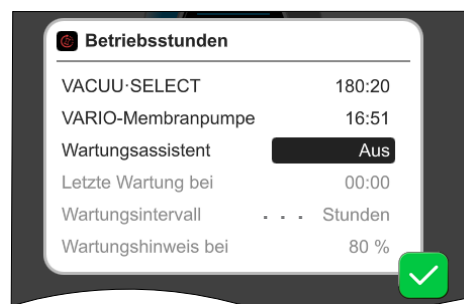 Betriebsstunden
VACUU·SELECT 180:20
VARIO-Membranpumpe 16:51
Wartungsassistent Aus
Letzte Wartung bei 00:00
Wartungsintervall . . . Stunden
Wartungshinweis bei 80 %